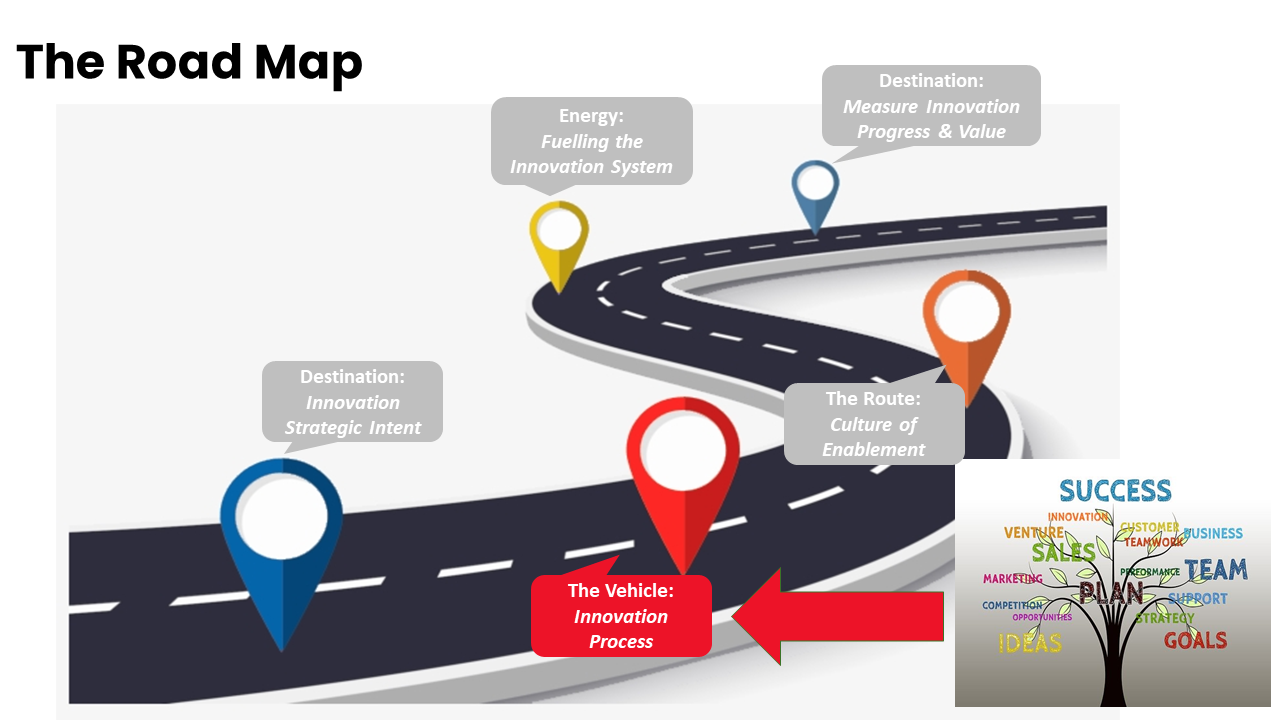 The Road Map
Destination:
Measure Innovation
Progress & Value
Energy:
Fuelling the
Innovation System
Destination:
Innovation
Strategic Intent
The Route:
Culture of
Enablement
The Vehicle:
Innovation
Process
SUCCESS
INNOVATION
VENTURE
CUSTOMER
BUSINESS
TEAMWORK
SALES
TEAM
MARKETING
PERFORMANCE
PLAN
SUPPORT
COMPETITION
OPPORTUNITIES
STRATEGY
IDEAS
GOALS